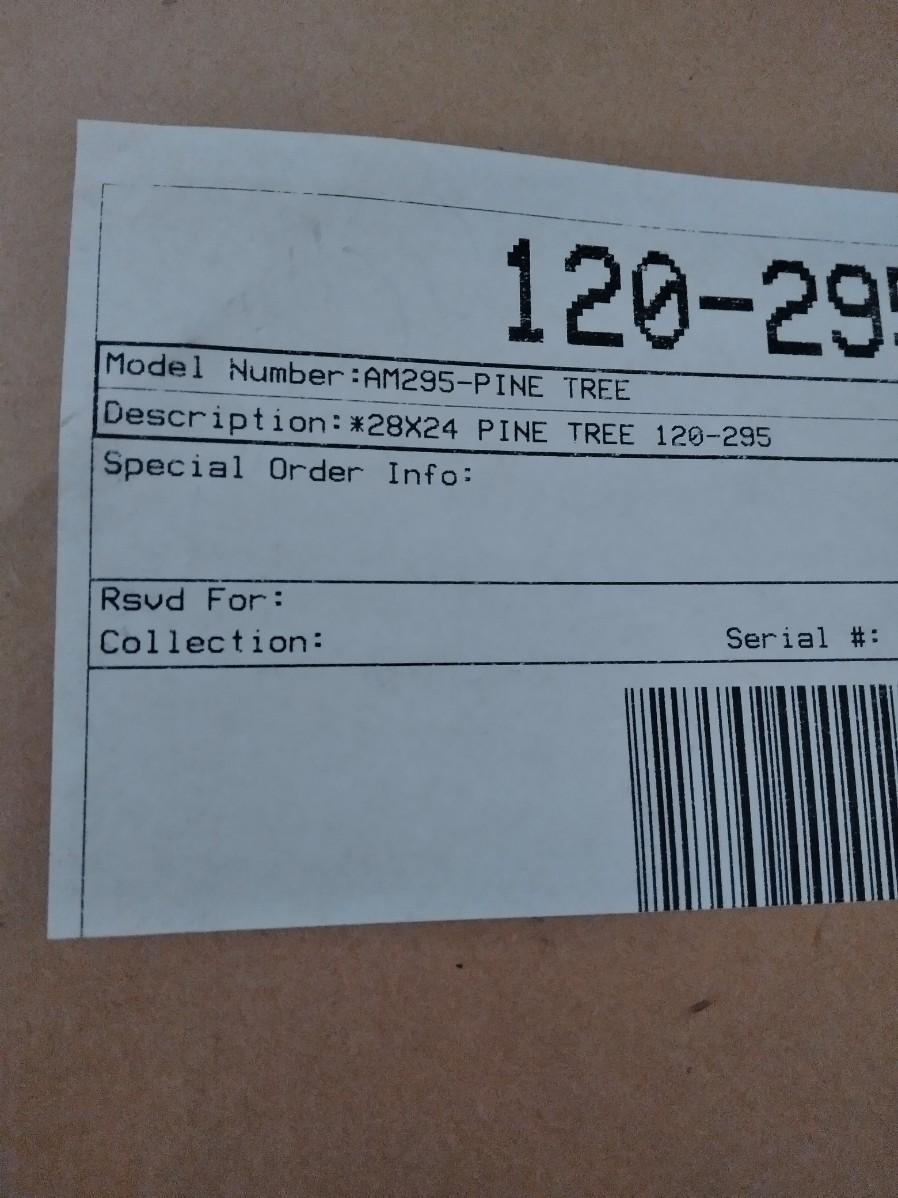 120-295
Model Number:AM295-PINE TREE
Description:*28X24 PINE TREE 120-295
Special Order Info:
Rsvd For:
Collection:
Serial #: